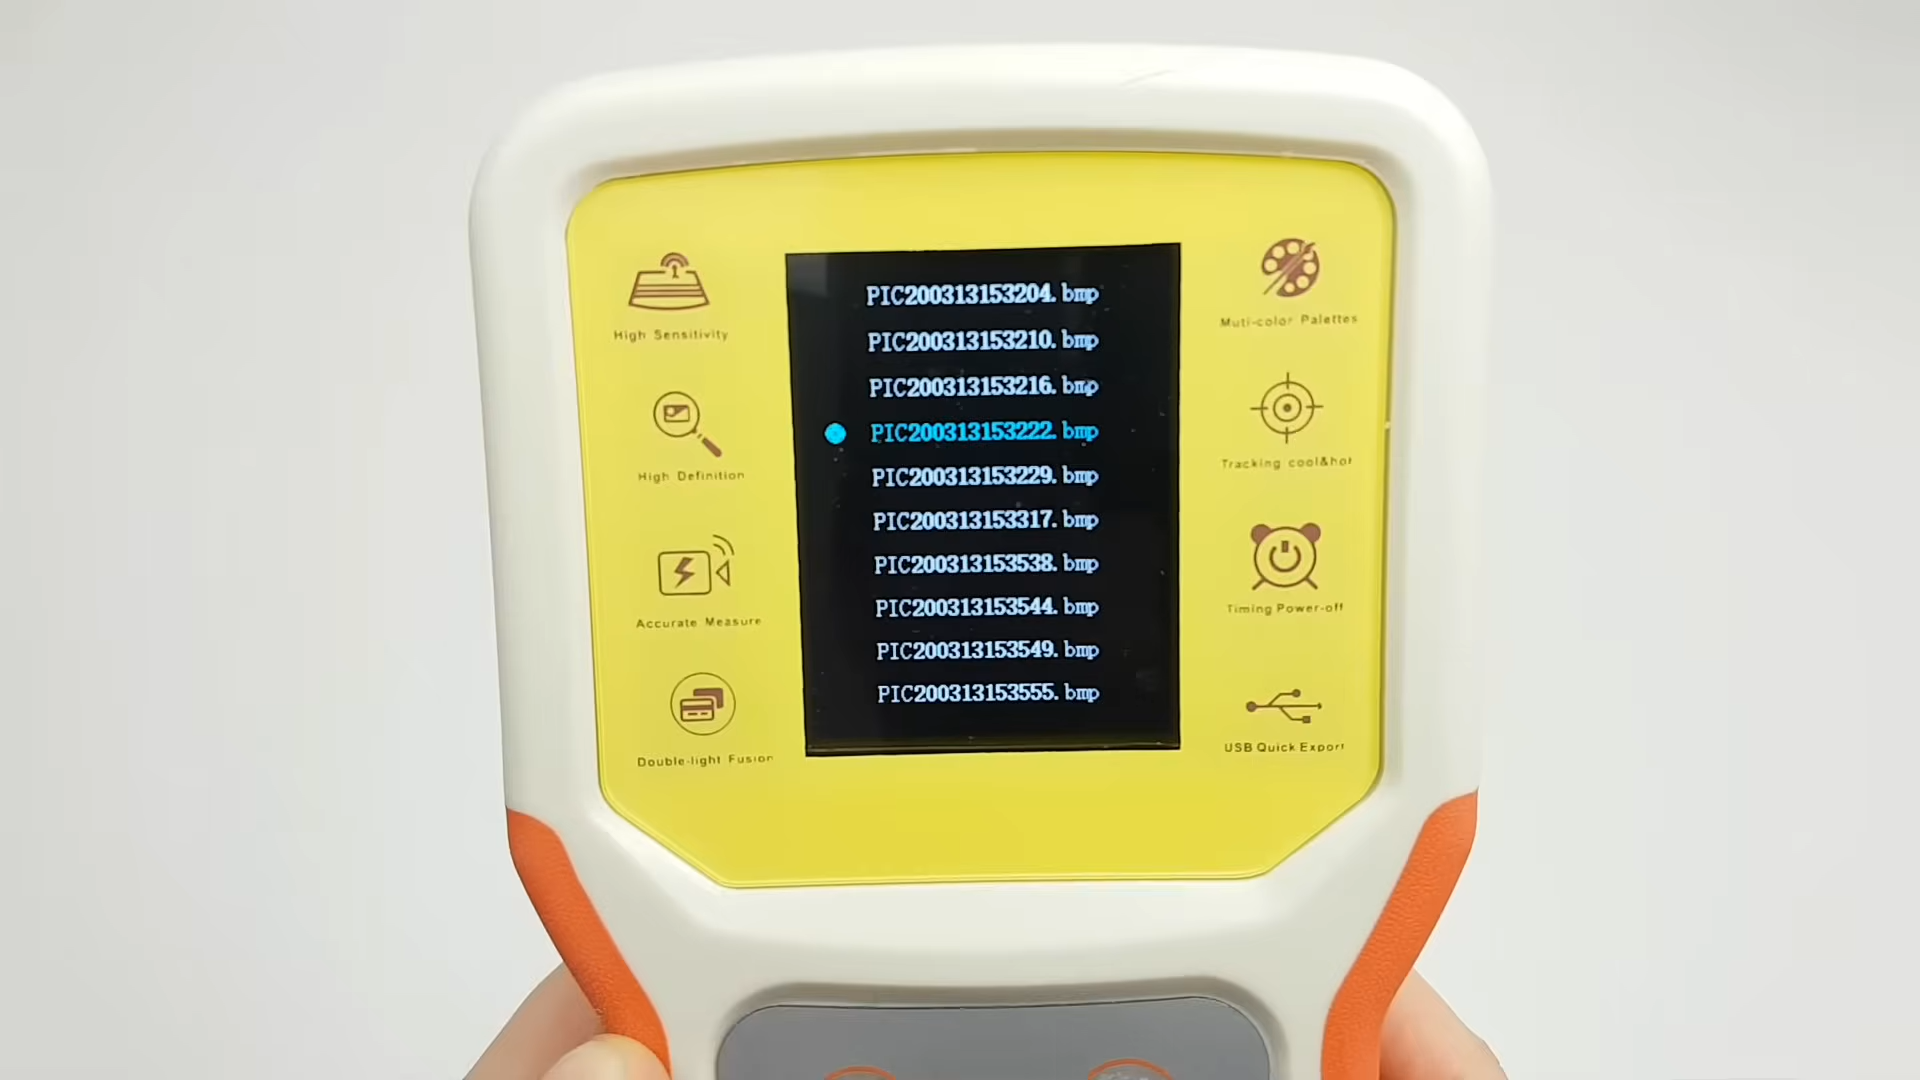 High Sensitivity
High Definition
Accurate Measure
Double-light Fusion
PIC200313153204.bmp
PIC200313153210.bmp
PIC200313153216.bmp
PIC200313153222.bmp
PIC200313153229.bmp
PIC200313153317.bmp
PIC200313153538.bmp
PIC200313153544.bmp
PIC200313153549.bmp
PIC200313153555.bmp
Muti-color Palettes
Tracking cool&hot
Timing Power-off
USB Quick Export